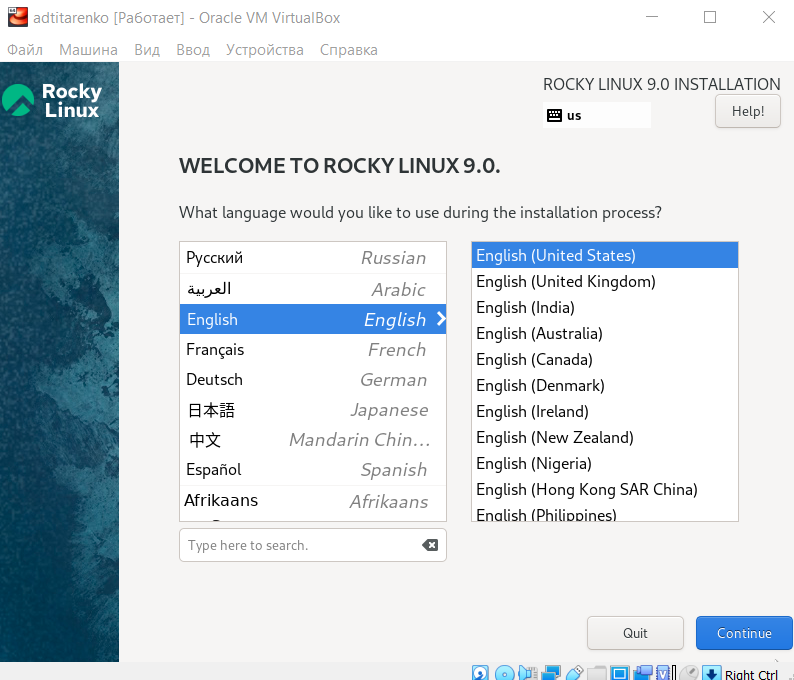 adtitarenko [Работает] - Oracle VM VirtualBox
Файл Машина Вид Ввод Устройства Справка
Rocky
Linux
ROCKY LINUX 9.0 INSTALLATION
us
Help!
WELCOME TO ROCKY LINUX 9.0.
What language would you like to use during the installation process?
Русский Russian
العربية Arabic
English English
Français French
Deutsch German
日本語 Japanese
中文 Mandarin Chin...
Español Spanish
Afrikaans Afrikaans
English (United States)
English (United Kingdom)
English (India)
English (Australia)
English (Canada)
English (Denmark)
English (Ireland)
English (New Zealand)
English (Nigeria)
English (Hong Kong SAR China)
English (Philippines)
Type here to search.
Quit
Continue
Right Ctrl